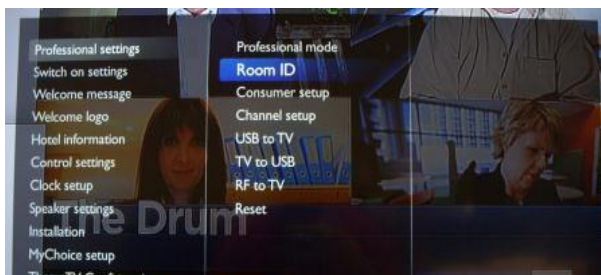 Professional settings
Switch on settings
Welcome message
Welcome logo
Hotel information
Control settings
Clock setup
Speaker settings
Installation
MyChoice setup
Professional mode
Room ID
Consumer setup
Channel setup
USB to TV
TV to USB
RF to TV
Reset
The Drum